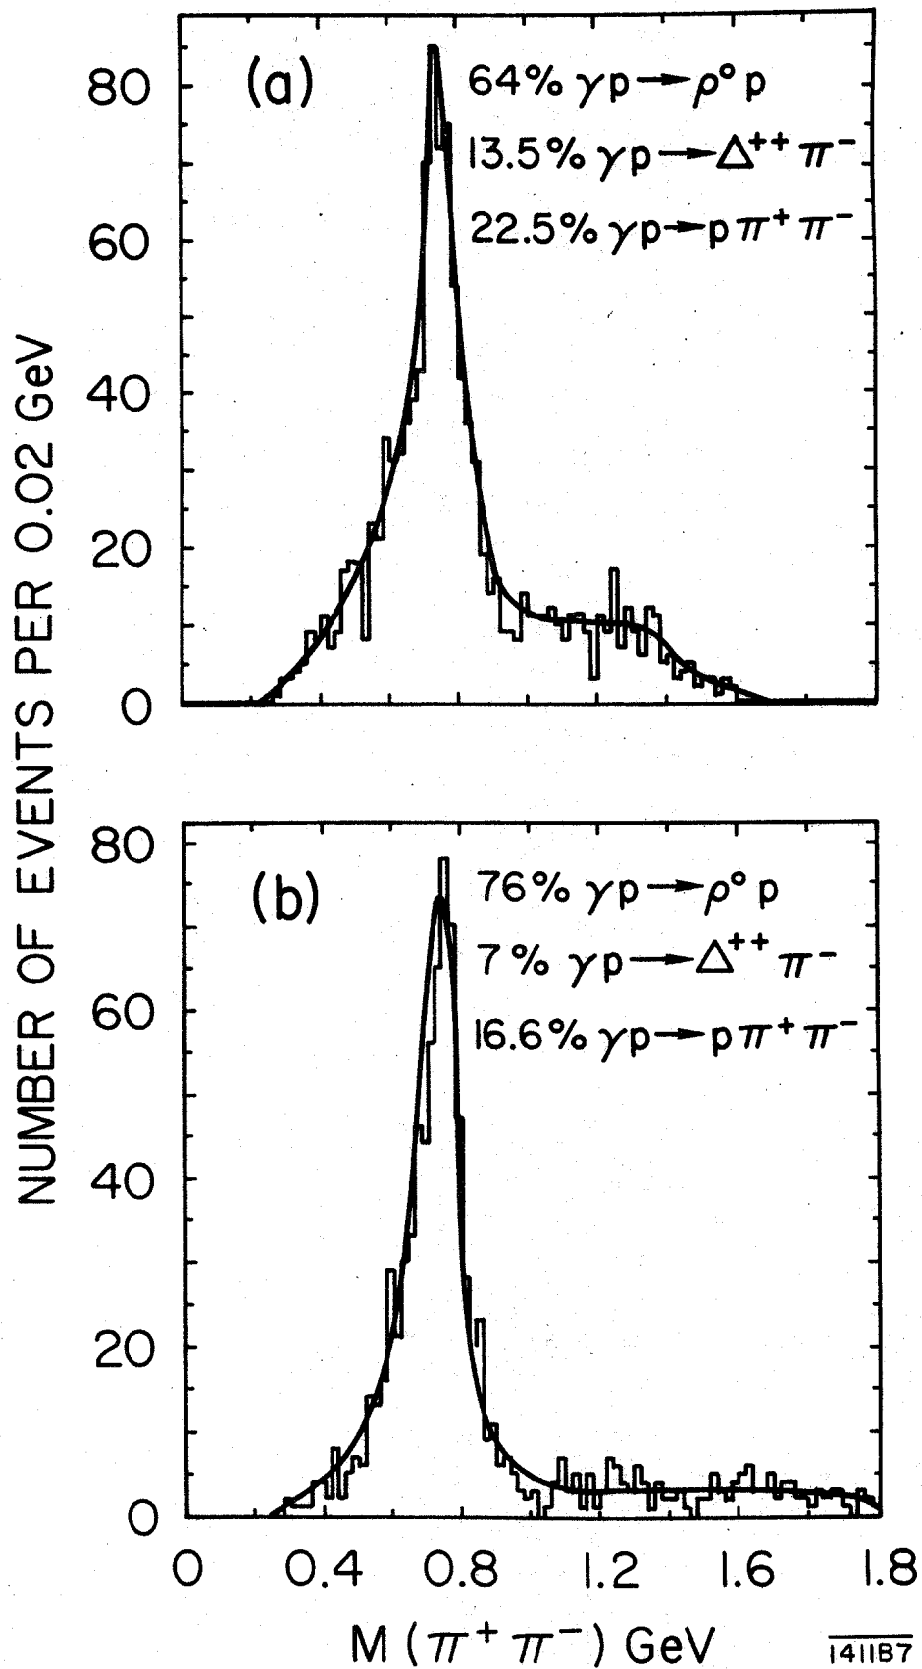 (a)
64% γp → ρ⁰p
13.5% γp → Δ⁺⁺ π⁻
22.5% γp → p π⁺ π⁻
80
60
40
20
0
NUMBER OF EVENTS PER 0.02 GeV
(b)
76% γp → ρ⁰p
7% γp → Δ⁺⁺ π⁻
16.6% γp → p π⁺ π⁻
80
60
40
20
0
0 0.4 0.8 1.2 1.6 1.8
M (π⁺ π⁻) GeV
1411B7